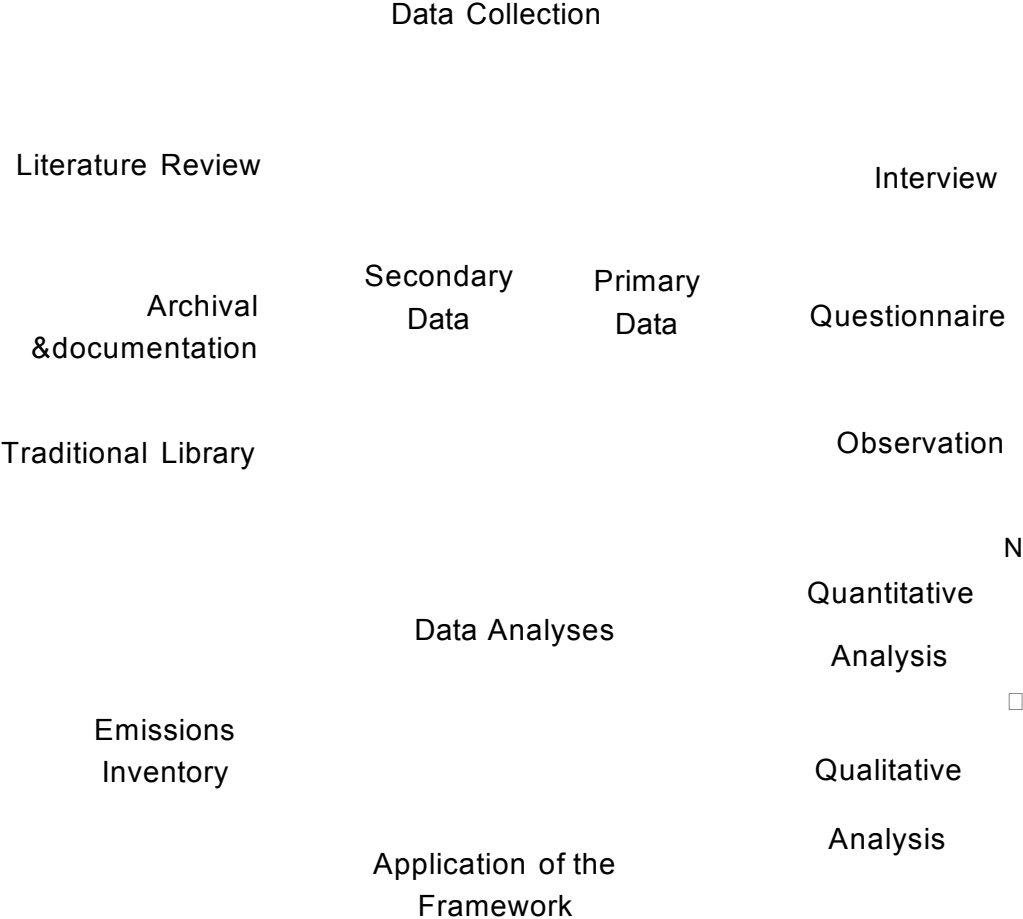 Data Collection
Literature Review
Interview
Secondary
Data
Primary
Data
Archival
&documentation
Questionnaire
Traditional Library
Observation
N
Quantitative
Analysis
Data Analyses
Emissions
Inventory
Qualitative
Analysis
Application of the
Framework